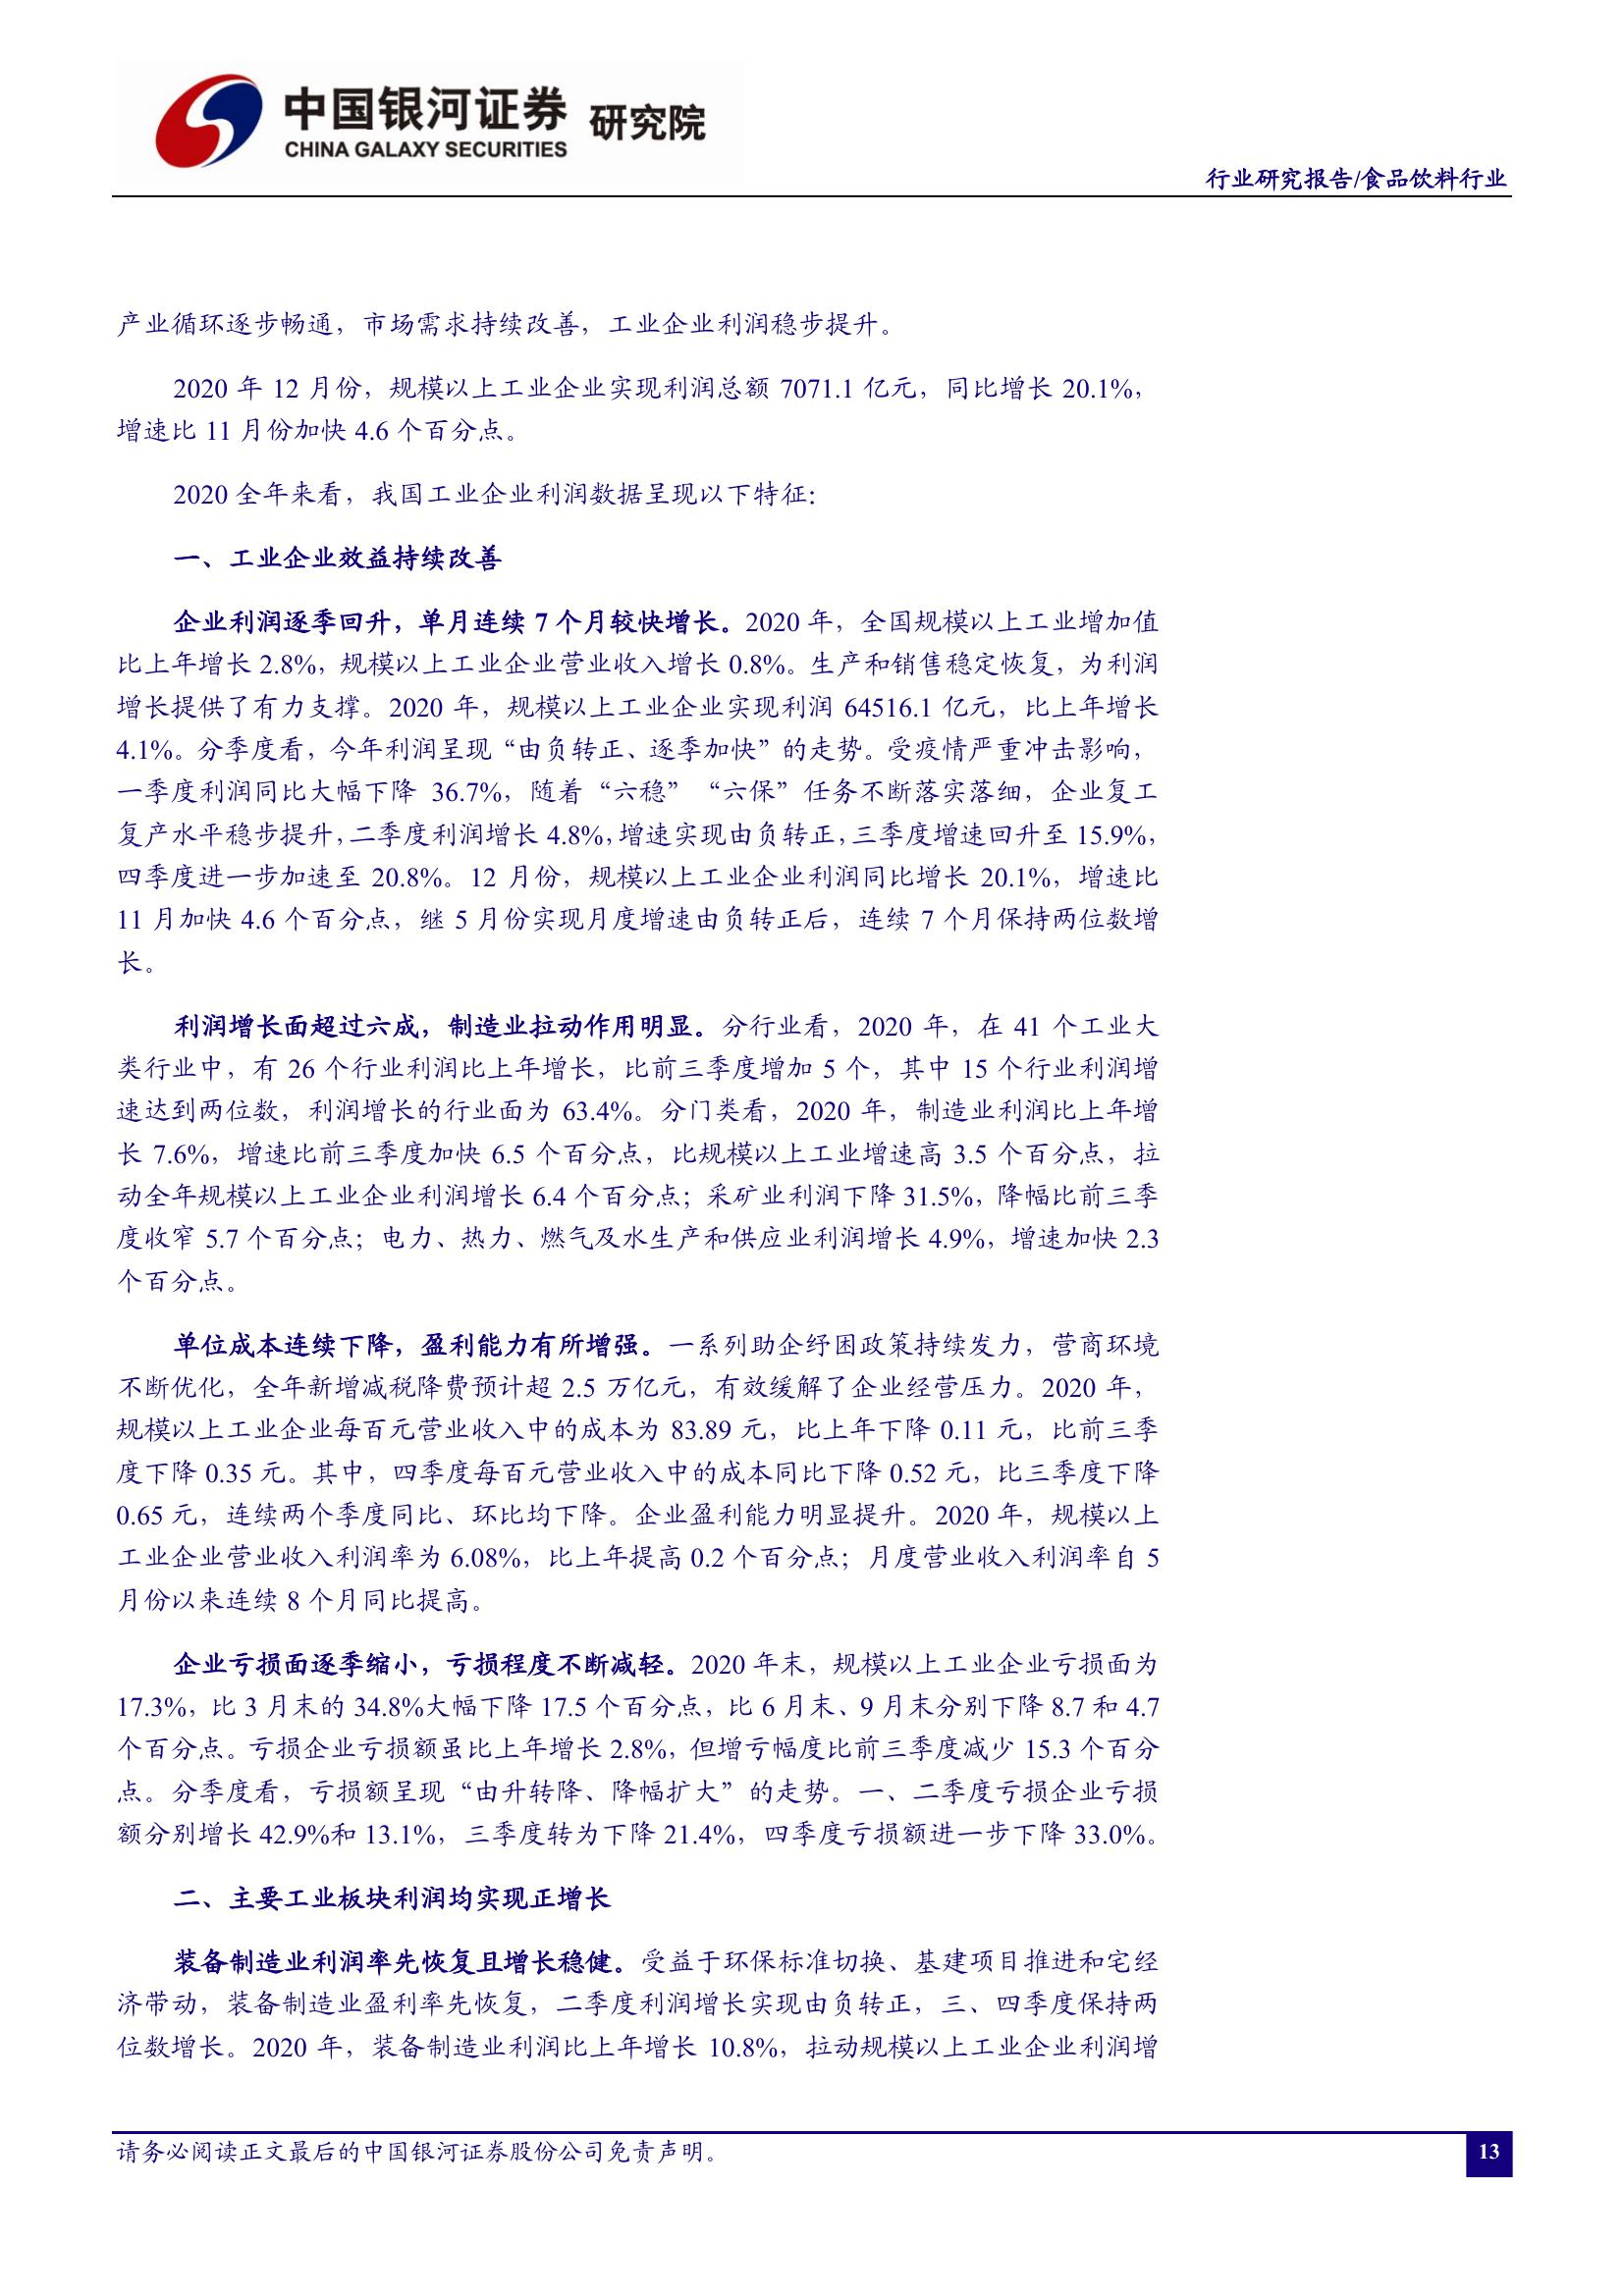 中国银河证券 研究院
CHINA GALAXY SECURITIES
行业研究报告/食品饮料行业
产业循环逐步畅通，市场需求持续改善，工业企业利润稳步提升。
2020 年 12 月份，规模以上工业企业实现利润总额 7071.1 亿元，同比增长 20.1%，
增速比 11 月份加快 4.6 个百分点。
2020 全年来看，我国工业企业利润数据呈现以下特征：
一、工业企业效益持续改善
企业利润逐季回升，单月连续 7 个月较快增长。2020 年，全国规模以上工业增加值
比上年增长 2.8%，规模以上工业企业营业收入增长 0.8%。生产和销售稳定恢复，为利润
增长提供了有力支撑。2020 年，规模以上工业企业实现利润 64516.1 亿元，比上年增长
4.1%。分季度看，今年利润呈现“由负转正、逐季加快”的走势。受疫情严重冲击影响，
一季度利润同比大幅下降 36.7%，随着“六稳”“六保”任务不断落实落细，企业复工
复产水平稳步提升，二季度利润增长 4.8%，增速实现由负转正，三季度增速回升至 15.9%，
四季度进一步加速至 20.8%。12 月份，规模以上工业企业利润同比增长 20.1%，增速比
11 月加快 4.6 个百分点，继 5 月份实现月度增速由负转正后，连续 7 个月保持两位数增
长。
利润增长面超过六成，制造业拉动作用明显。分行业看，2020 年，在 41 个工业大
类行业中，有 26 个行业利润比上年增长，比前三季度增加 5 个，其中 15 个行业利润增
速达到两位数，利润增长的行业面为 63.4%。分门类看，2020 年，制造业利润比上年增
长 7.6%，增速比前三季度加快 6.5 个百分点，比规模以上工业增速高 3.5 个百分点，拉
动全年规模以上工业企业利润增长 6.4 个百分点；采矿业利润下降 31.5%，降幅比前三季
度收窄 5.7 个百分点；电力、热力、燃气及水生产和供应业利润增长 4.9%，增速加快 2.3
个百分点。
单位成本连续下降，盈利能力有所增强。一系列助企纾困政策持续发力，营商环境
不断优化，全年新增减税降费预计超 2.5 万亿元，有效缓解了企业经营压力。2020 年，
规模以上工业企业每百元营业收入中的成本为 83.89 元，比上年下降 0.11 元，比前三季
度下降 0.35 元。其中，四季度每百元营业收入中的成本同比下降 0.52 元，比三季度下降
0.65 元，连续两个季度同比、环比均下降。企业盈利能力明显提升。2020 年，规模以上
工业企业营业收入利润率为 6.08%，比上年提高 0.2 个百分点；月度营业收入利润率自 5
月份以来连续 8 个月同比提高。
企业亏损面逐季缩小，亏损程度不断减轻。2020 年末，规模以上工业企业亏损面为
17.3%，比 3 月末的 34.8%大幅下降 17.5 个百分点，比 6 月末、9 月末分别下降 8.7 和 4.7
个百分点。亏损企业亏损额虽比上年增长 2.8%，但增亏幅度比前三季度减少 15.3 个百分
点。分季度看，亏损额呈现“由升转降、降幅扩大”的走势。一、二季度亏损企业亏损
额分别增长 42.9%和 13.1%，三季度转为下降 21.4%，四季度亏损额进一步下降 33.0%。
二、主要工业板块利润均实现正增长
装备制造业利润率先恢复且增长稳健。受益于环保标准切换、基建项目推进和宅经
济带动，装备制造业盈利率先恢复，二季度利润增长实现由负转正，三、四季度保持两
位数增长。2020 年，装备制造业利润比上年增长 10.8%，拉动规模以上工业企业利润增
请务必阅读正文最后的中国银河证券股份公司免责声明。
13